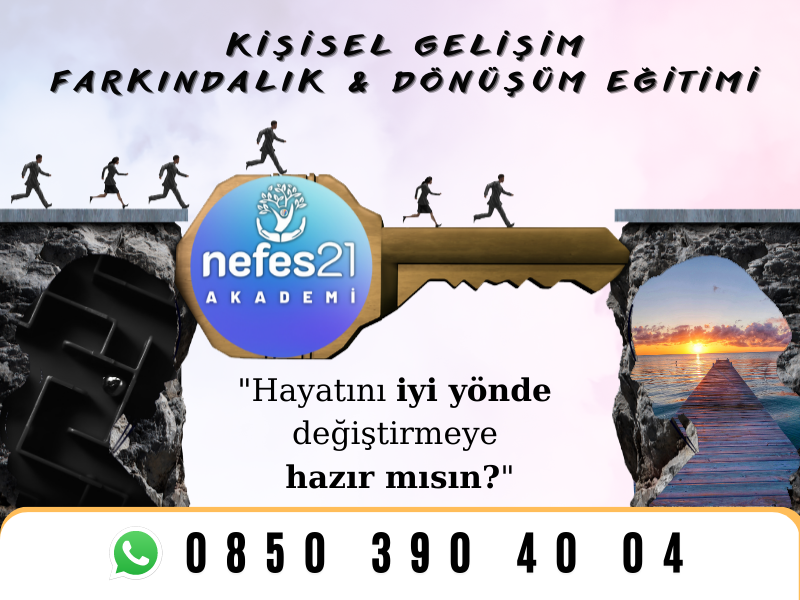 KİŞİSEL GELİŞİM
FARKINDALIK & DÖNÜŞÜM EĞİTİMİ
nefes21
AKADEMİ
"Hayatını iyi yönde
değiştirmeye
hazır mısın?"
0850 390 40 04